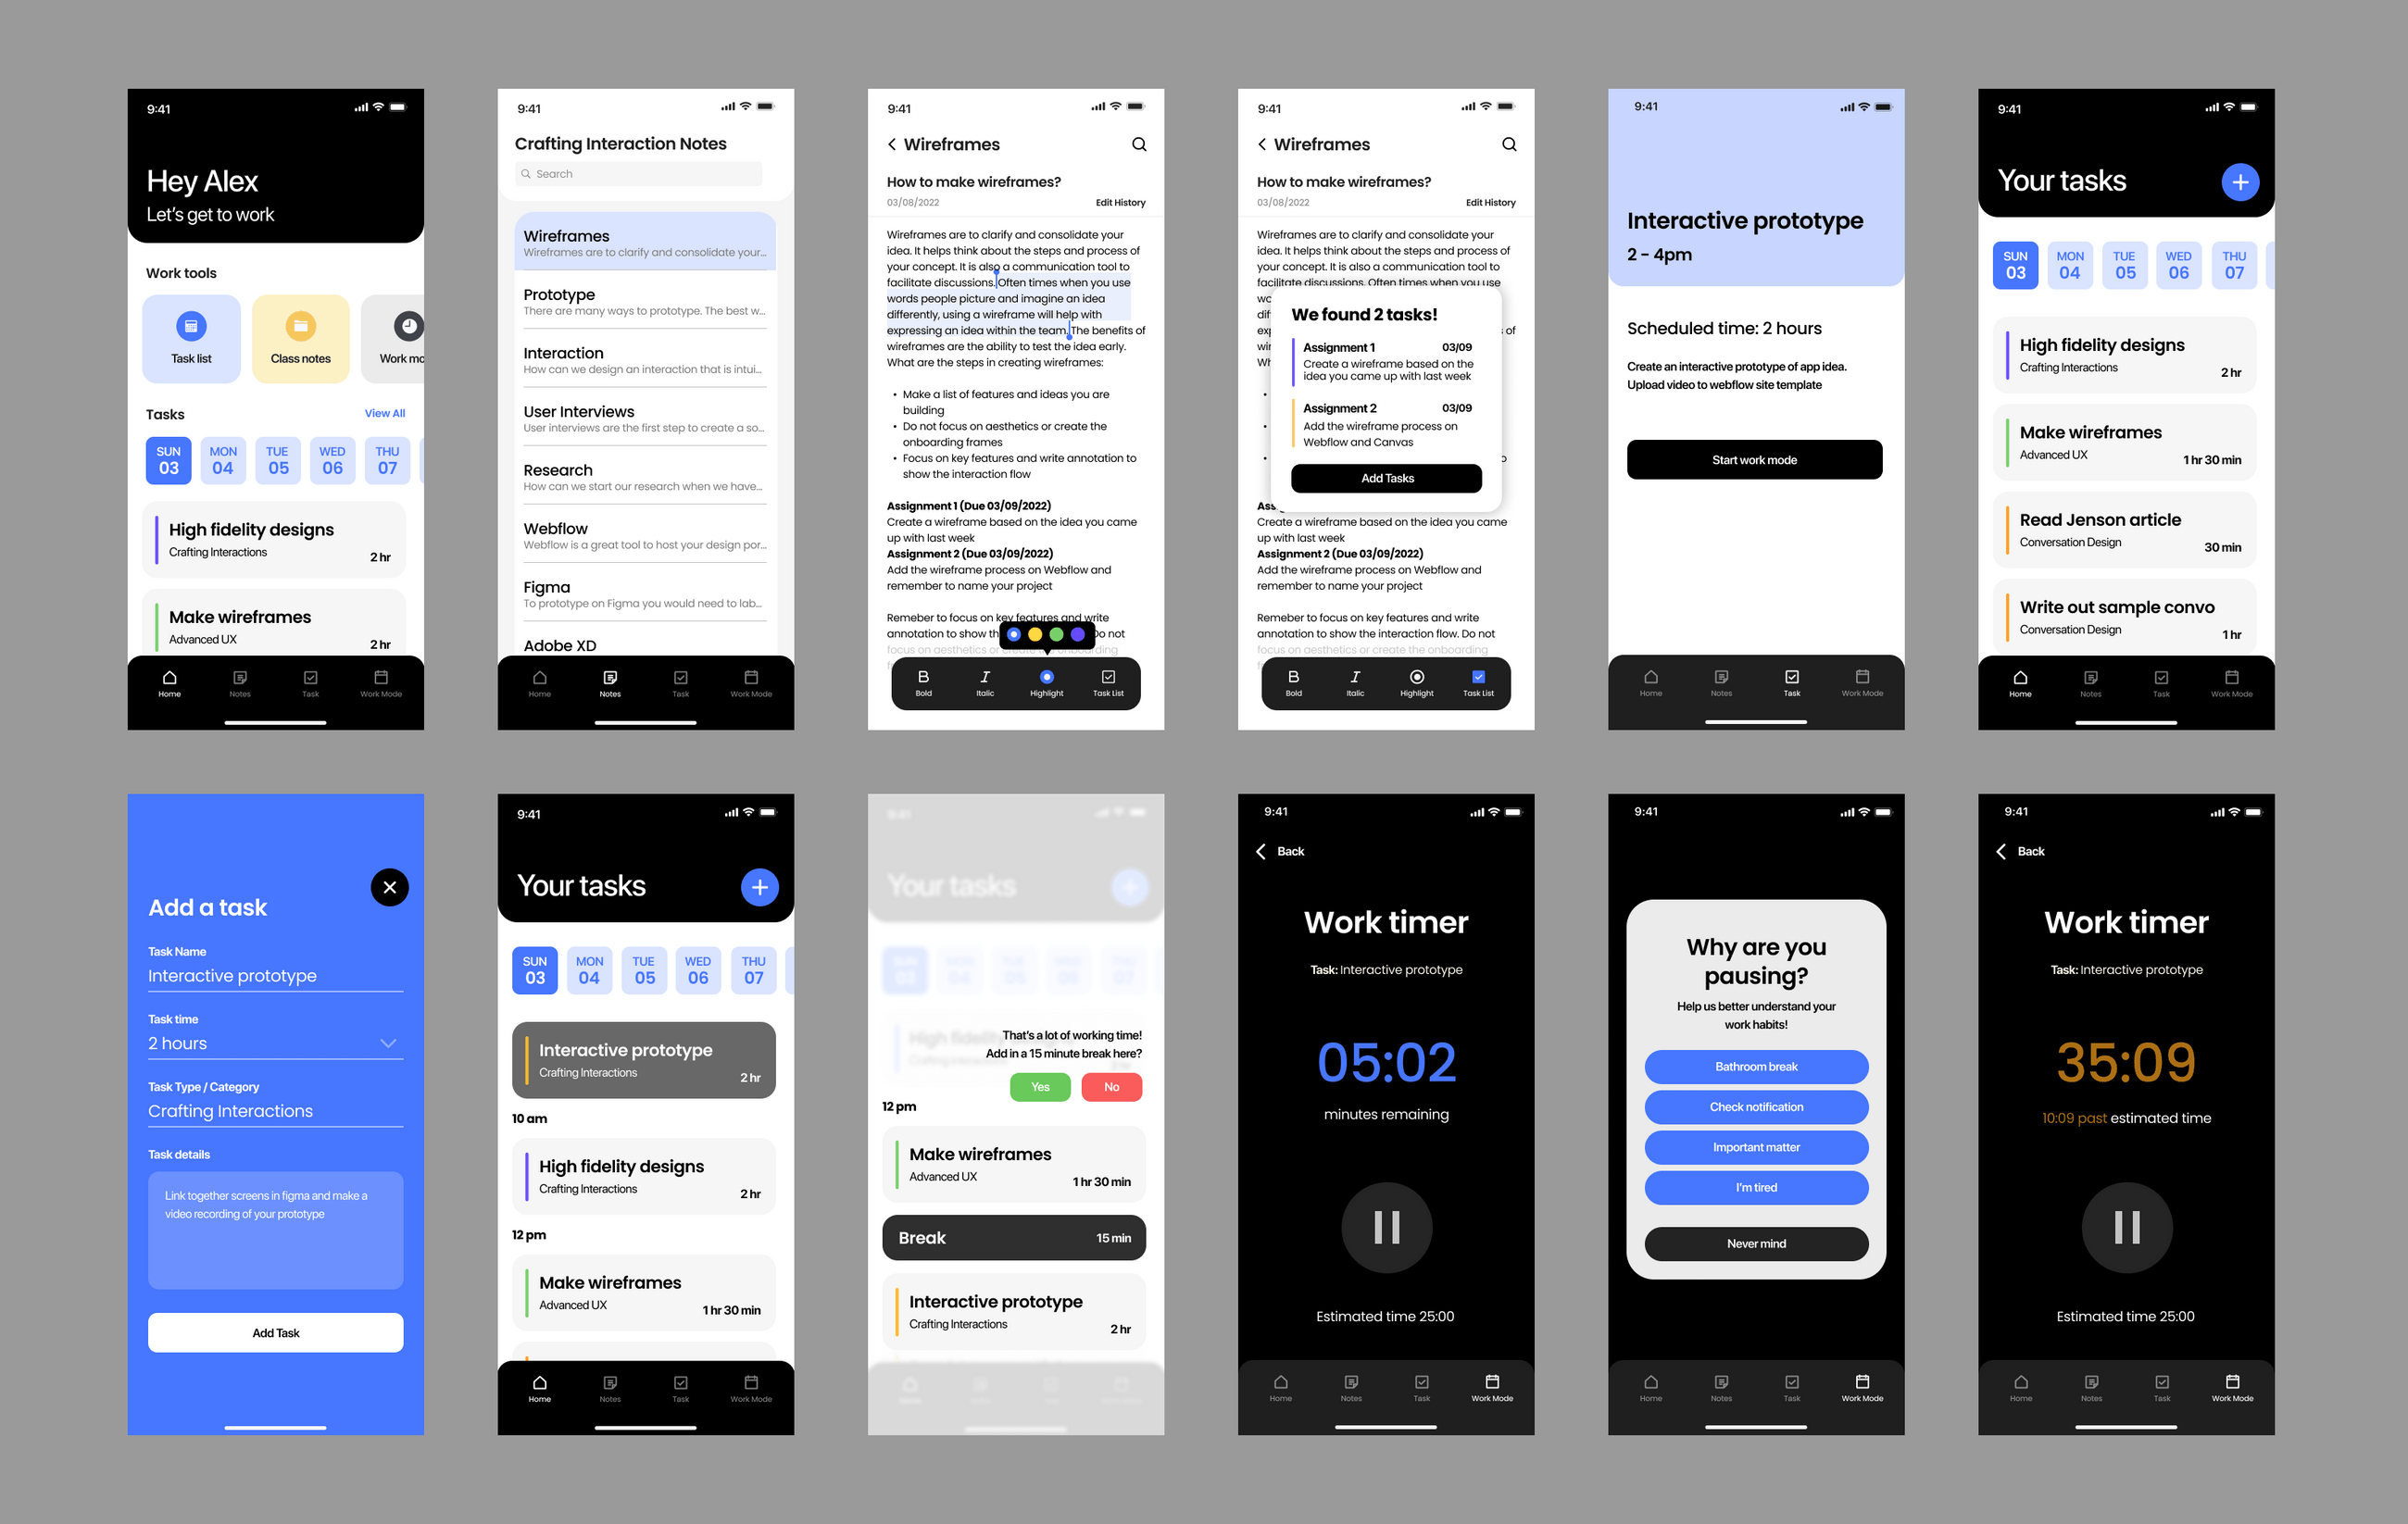 9:41
Hey Alex
Let's get to work
Work tools
Task list
Class notes
Work mo
Tasks
View All
SUN
03
MON
04
TUE
05
WED
06
THU
07
High fidelity designs
Crafting Interactions
2 hr
Make wireframes
Advanced UX
2 hr
Home
Notes
Task
Work Mode
9:41
Crafting Interaction Notes
Search
Wireframes
Wireframes are to clarify and consolidate your...
Prototype
There are many ways to prototype. The best w...
Interaction
How can we design an interaction that is intui...
User Interviews
User interviews are the first step to create a so...
Research
How can we start our research when we have...
Webflow
Webflow is a great tool to host your design por...
Figma
To prototype on Figma you would need to lab...
Adobe XD
Home
Notes
Task
Work Mode
9:41
Wireframes
How to make wireframes?
03/08/2022
Edit History
Wireframes are to clarify and consolidate your
idea. It helps think about the steps and process of
your concept. It is also a communication tool to
facilitate discussions. Often times when you use
words people picture and imagine an idea
differently, using a wireframe will help with
expressing an idea within the team. The benefits of
wireframes are the ability to test the idea early.
What are the steps in creating wireframes:
• Make a list of features and ideas you are
building
• Do not focus on aesthetics or create the
onboarding frames
• Focus on key features and write annotation to
show the interaction flow
Assignment 1 (Due 03/09/2022)
Create a wireframe based on the idea you came
up with last week
Assignment 2 (Due 03/09/2022)
Add the wireframe process on Webflow and
remember to name your project
Remeber to focus on key features and write
annotation to show th Do not
focus on aesthetics or create the onboarding
Bold
Italic
Highlight
Task List
9:41
Wireframes
How to make wireframes?
03/08/2022
Edit History
Wireframes are to clarify and consolidate your
idea. It helps think about the steps and process of
your concept. It is also a communication tool to
facilitate discussions. Often times when you use
We found 2 tasks!
Assignment 1
03/09
Create a wireframe based on the
idea you came up with last week
Assignment 2
03/09
Add the wireframe process on
Webflow and Canvas
Add Tasks
Create a wireframe based on the idea you came
up with last week
Assignment 2 (Due 03/09/2022)
Add the wireframe process on Webflow and
remember to name your project
Remeber to focus on key features and write
annotation to show the interaction flow. Do not
focus on aesthetics or create the onboarding
Bold
Italic
Highlight
Task List
9:41
Interactive prototype
2 - 4pm
Scheduled time: 2 hours
Create an interactive prototype of app idea.
Upload video to webflow site template
Start work mode
Home
Notes
Task
Work Mode
9:41
Your tasks
SUN
03
MON
04
TUE
05
WED
06
THU
07
High fidelity designs
Crafting Interactions
2 hr
Make wireframes
Advanced UX
1 hr 30 min
Read Jenson article
Conversation Design
30 min
Write out sample convo
Conversation Design
1 hr
Home
Notes
Task
Work Mode
Add a task
Task Name
Interactive prototype
Task time
2 hours
Task Type / Category
Crafting Interactions
Task details
Link together screens in figma and make a
video recording of your prototype
Add Task
9:41
Your tasks
SUN
03
MON
04
TUE
05
WED
06
THU
07
Interactive prototype
Crafting Interactions
2 hr
10 am
High fidelity designs
Crafting Interactions
2 hr
12 pm
Make wireframes
Advanced UX
1 hr 30 min
Home
Notes
Task
Work Mode
Your tasks
High fidelity
That's a lot of working time!
Add in a 15 minute break here?
Yes
No
12 pm
Make wireframes
Advanced UX
1 hr 30 min
Break
15 min
Interactive prototype
Crafting Interactions
2 hr
9:41
Back
Work timer
Task: Interactive prototype
05:02
minutes remaining
Estimated time 25:00
Home
Notes
Task
Work Mode
9:41
Why are you
pausing?
Help us better understand your
work habits!
Bathroom break
Check notification
Important matter
I'm tired
Never mind
Home
Notes
Task
Work Mode
9:41
Back
Work timer
Task: Interactive prototype
35:09
10:09 past estimated time
Estimated time 25:00
Home
Notes
Task
Work Mode